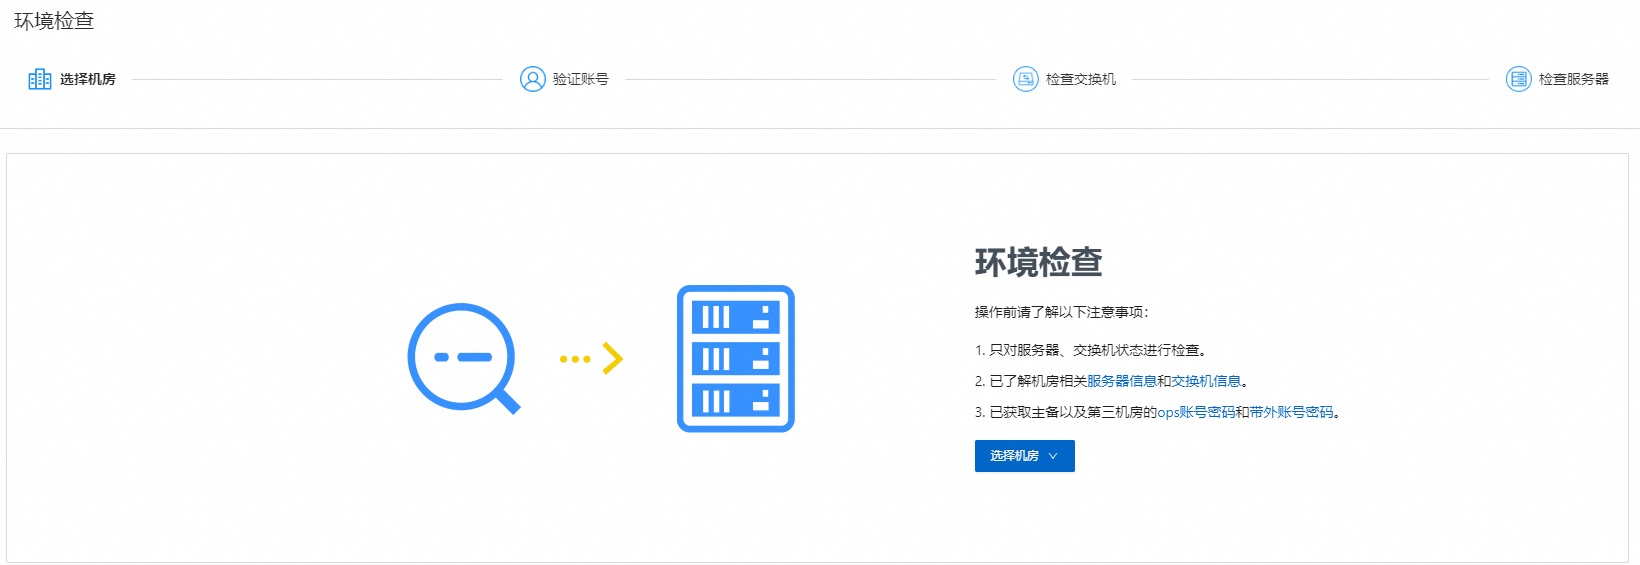 环境检查
选择机房
验证账号
检查交换机
检查服务器
环境检查
操作前请了解以下注意事项：
1. 只对服务器、交换机状态进行检查。
2. 已了解机房相关服务器信息和交换机信息。
3. 已获取主备以及第三机房的ops账号密码和带外账号密码。
选择机房